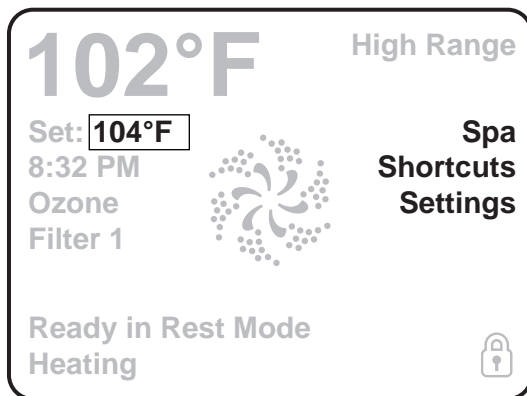 102°F
High Range
Set: 104°F
8:32 PM
Ozone
Filter 1
Spa
Shortcuts
Settings
Ready in Rest Mode
Heating